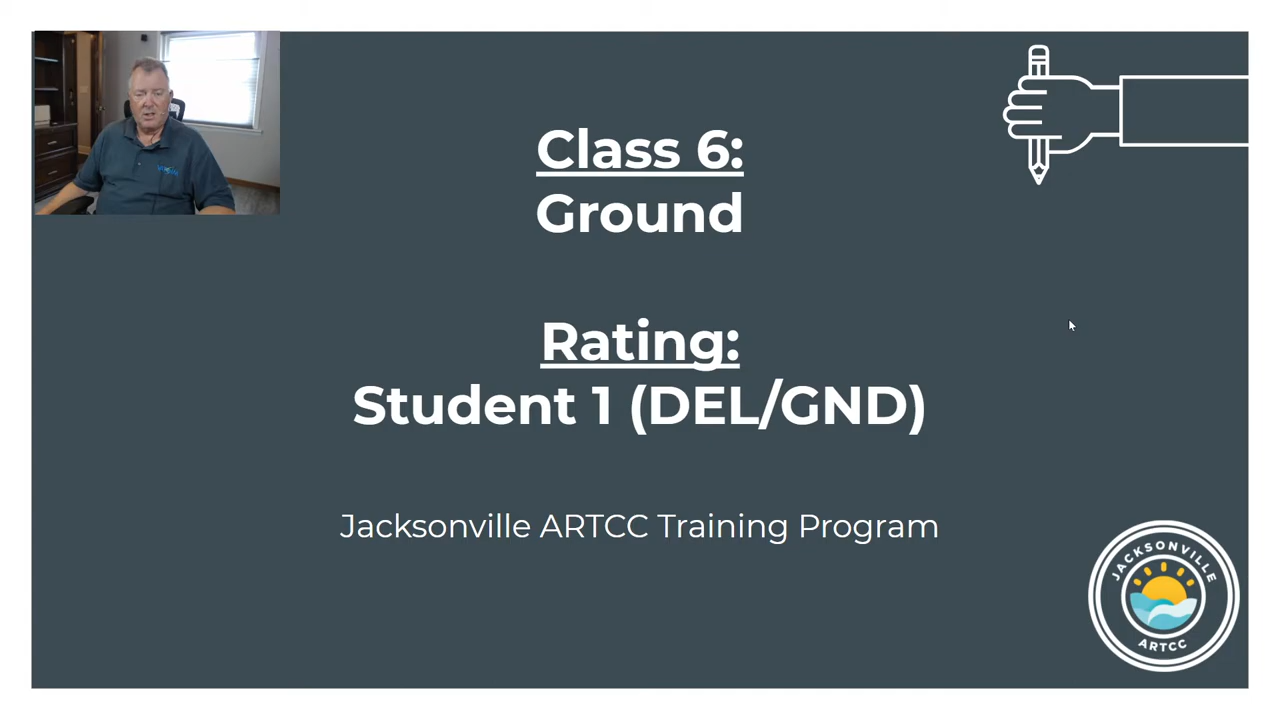 Class 6:
Ground
Rating:
Student 1 (DEL/GND)
Jacksonville ARTCC Training Program
JACKSONVILLE
ARTCC